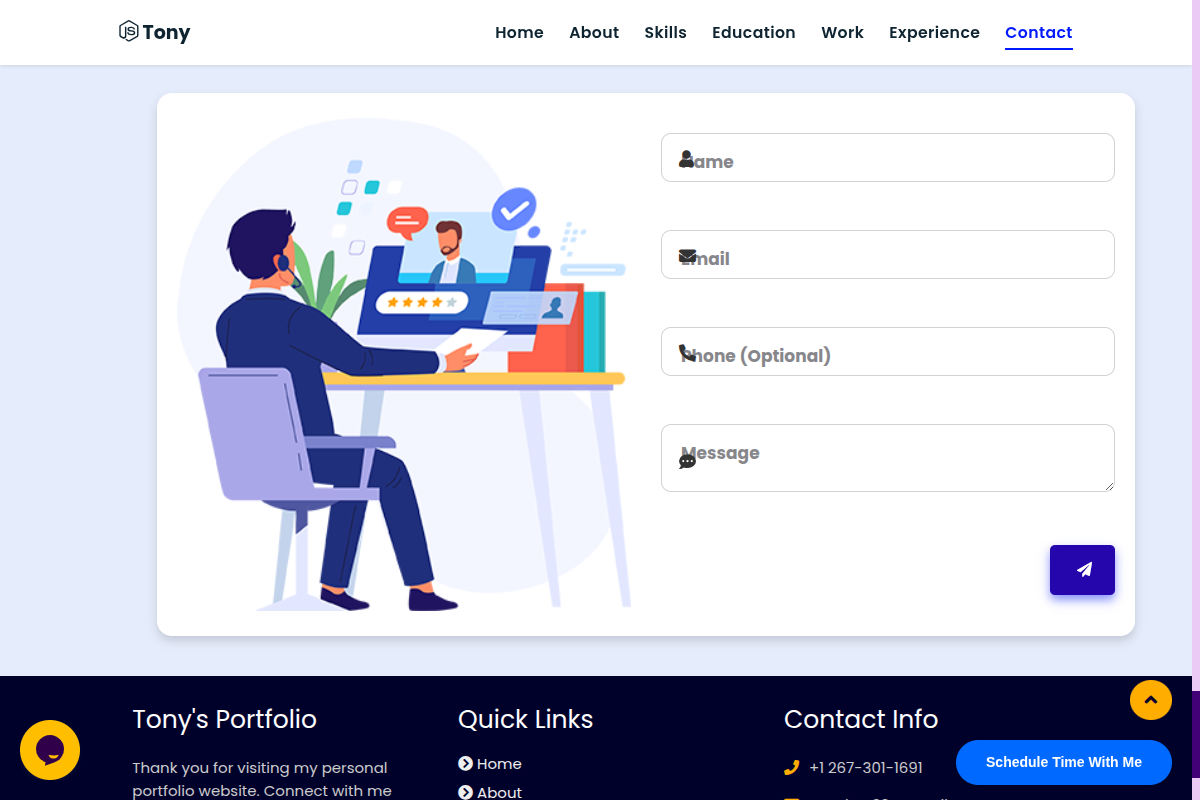 JS Tony
Home About Skills Education Work Experience Contact
Name
Email
Phone (Optional)
Message
Tony's Portfolio
Quick Links
Contact Info
Thank you for visiting my personal
portfolio website. Connect with me
Home
About
+1 267-301-1691
Schedule Time With Me